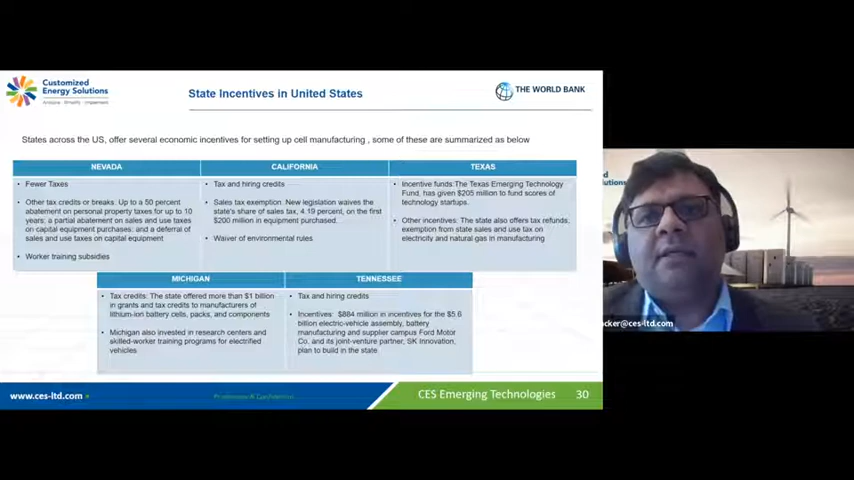 Customized
Energy Solutions
Analyze · Simplify · Implement
State Incentives in United States
THE WORLD BANK
States across the US, offer several economic incentives for setting up cell manufacturing , some of these are summarized as below
NEVADA
• Fewer Taxes
• Other tax credits or breaks. Up to a 50 percent
abatement on personal property taxes for up to 10
years; a partial abatement on sales and use taxes
on capital equipment purchases; and a deferral of
sales and use taxes on capital equipment
• Worker training subsidies
CALIFORNIA
• Tax and hiring credits
• Sales tax exemption. New legislation waives the
state's share of sales tax, 4.19 percent, on the first
$200 million in equipment purchased.
• Waiver of environmental rules
TEXAS
• Incentive funds:The Texas Emerging Technology
Fund, has given $205 million to fund scores of
technology startups.
• Other incentives. The state also offers tax refunds,
exemption from state sales and use tax on
electricity and natural gas in manufacturing
MICHIGAN
• Tax credits: The state offered more than $1 billion
in grants and tax credits to manufacturers of
lithium-ion battery cells, packs, and components
• Michigan also invested in research centers and
skilled-worker training programs for electrified
vehicles
TENNESSEE
• Tax and hiring credits
• Incentives: $884 million in incentives for the $5.6
billion electric-vehicle assembly, battery
manufacturing and supplier campus Ford Motor
Co. and its joint-venture partner, SK Innovation,
plan to build in the state.
www.ces-ltd.com
Proprietary & Confidential
CES Emerging Technologies
30
cker@ces-ltd.com